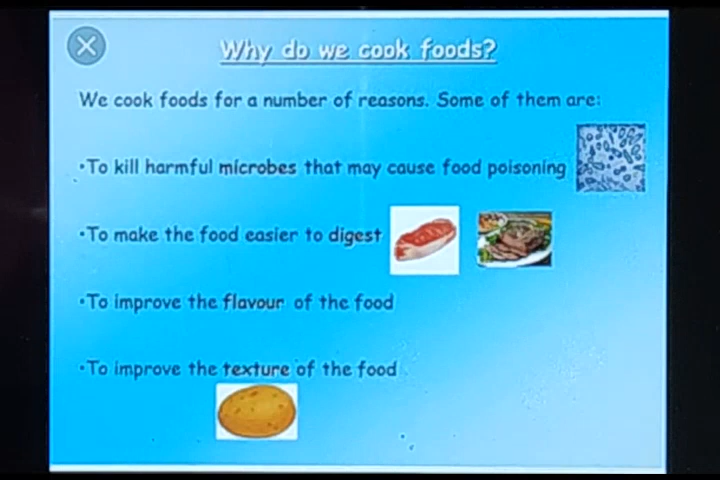 Why do we cook foods?
We cook foods for a number of reasons. Some of them are:
•To kill harmful microbes that may cause food poisoning
•To make the food easier to digest
•To improve the flavour of the food
•To improve the texture of the food